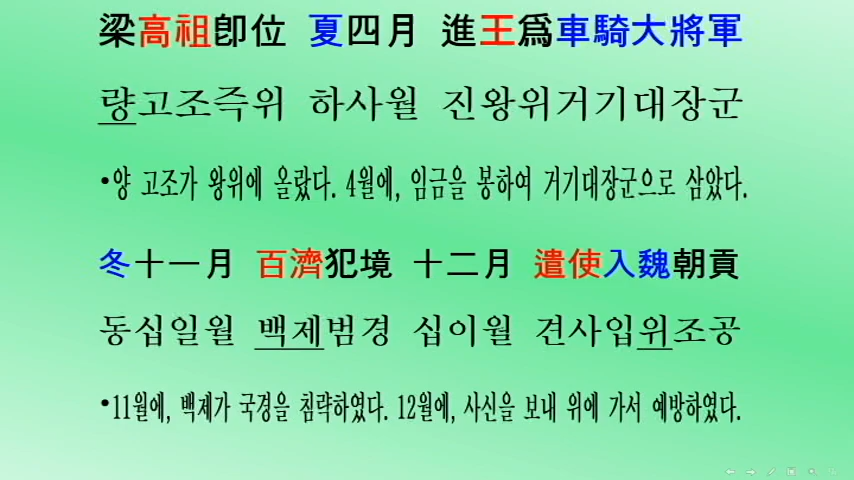 梁高祖卽位 夏四月 進王爲車騎大將軍
량고조즉위 하사월 진왕위거기대장군
•양 고조가 왕위에 올랐다. 4월에, 임금을 봉하여 거기대장군으로 삼았다.
冬十一月 百濟犯境 十二月 遣使入魏朝貢
동십일월 백제범경 십이월 견사입위조공
•11월에, 백제가 국경을 침략하였다. 12월에, 사신을 보내 위에 가서 예방하였다.